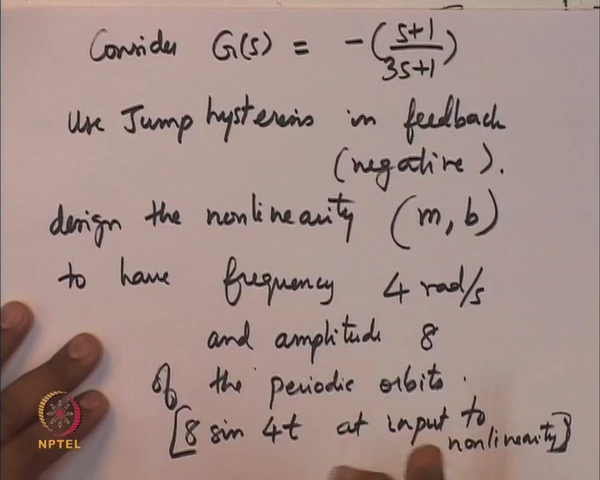 Consider G(s) = -(s+1/3s+1)
Use Jump hysteresis in feedback
(negative).
design the nonlinearity (m, b)
to have frequency 4 rad/s
and amplitude 8
of the periodic orbits.
[8 sin 4t at input to
nonlinearity]
NPTEL